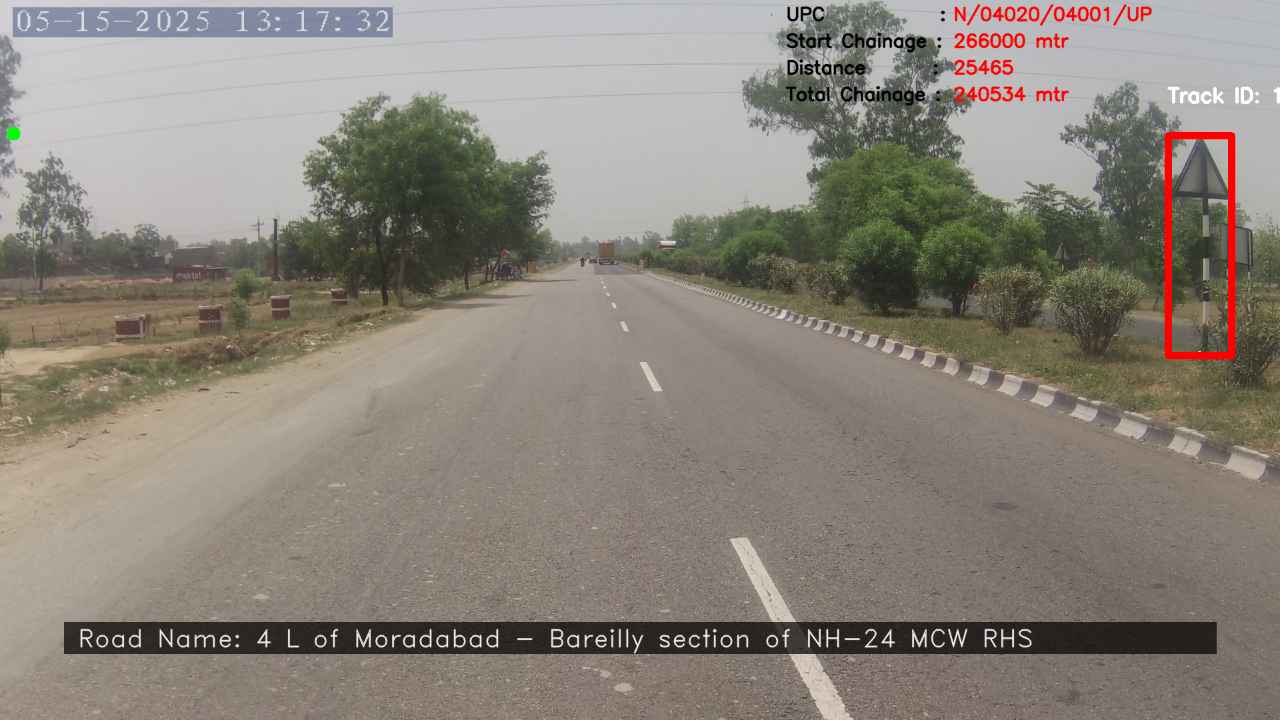 05-15-2025 13:17:32
UPC : N/04020/04001/UP
Start Chainage : 266000 mtr
Distance : 25465
Total Chainage : 240534 mtr
Track ID: 1
Road Name: 4 L of Moradabad - Bareilly section of NH-24 MCW RHS